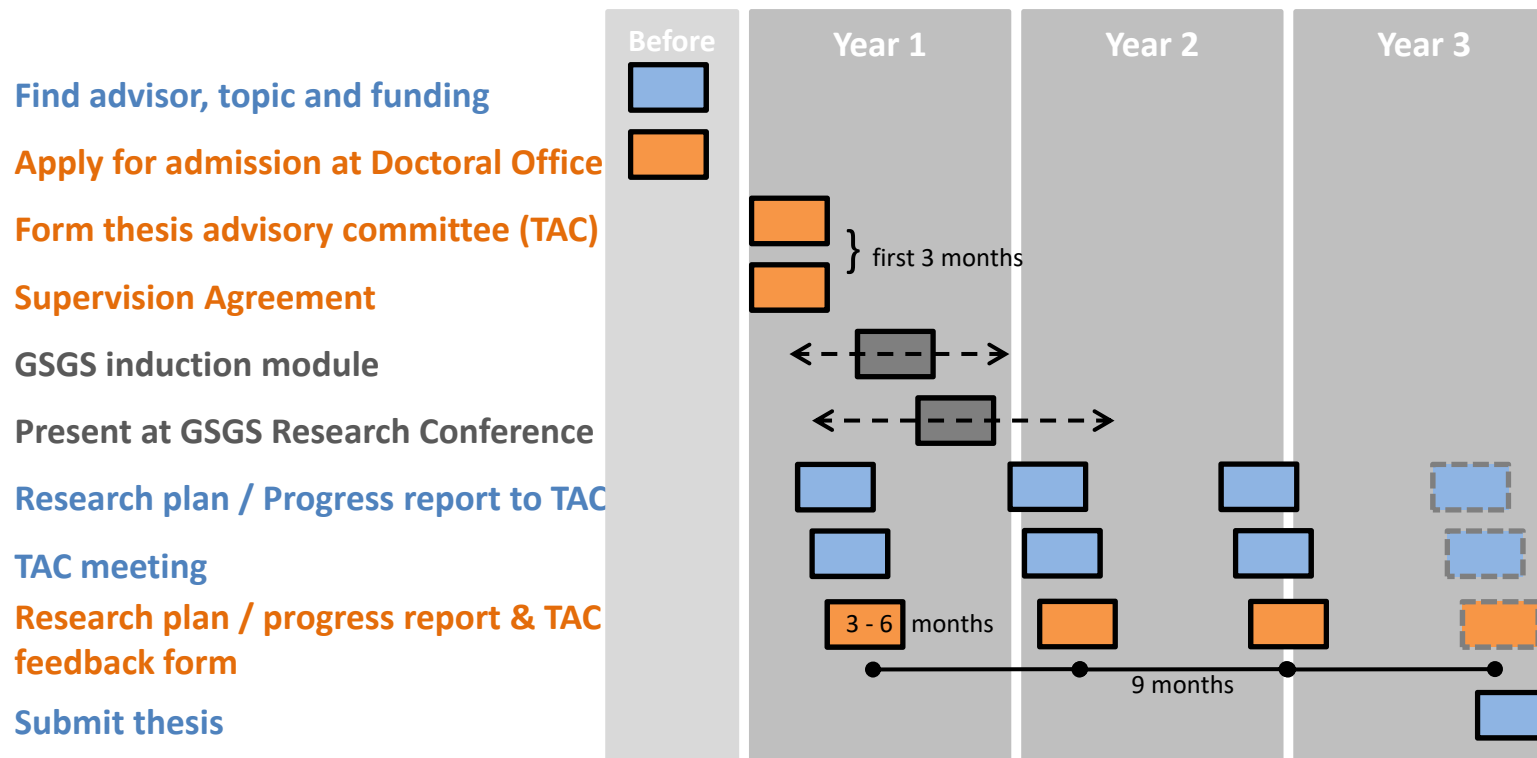 Before
Year 1
Year 2
Year 3
Find advisor, topic and funding
Apply for admission at Doctoral Office
Form thesis advisory committee (TAC)
} first 3 months
Supervision Agreement
GSGS induction module
Present at GSGS Research Conference
Research plan / Progress report to TAC
TAC meeting
Research plan / progress report & TAC
feedback form
3 - 6 months
9 months
Submit thesis